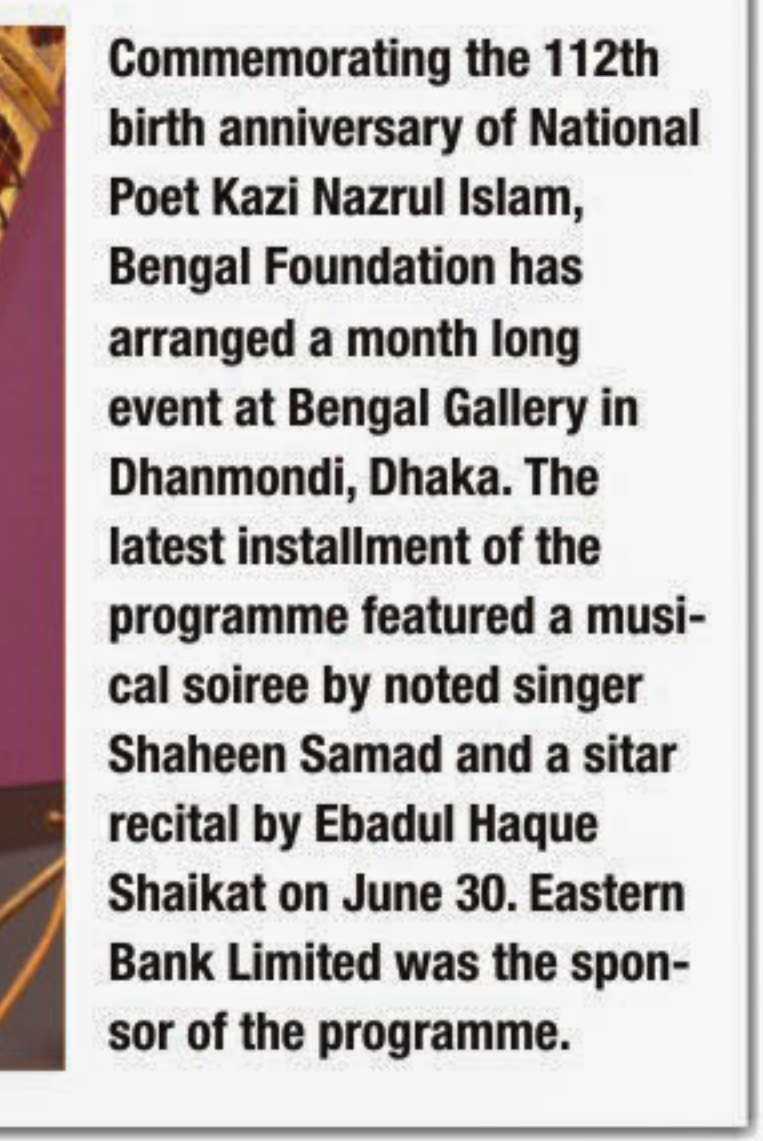 Commemorating the 112th
birth anniversary of National
Poet Kazi Nazrul Islam,
Bengal Foundation has
arranged a month long
event at Bengal Gallery in
Dhanmondi, Dhaka. The
latest installment of the
programme featured a musi-
cal soiree by noted singer
Shaheen Samad and a sitar
recital by Ebadul Haque
Shaikat on June 30. Eastern
Bank Limited was the spon-
sor of the programme.